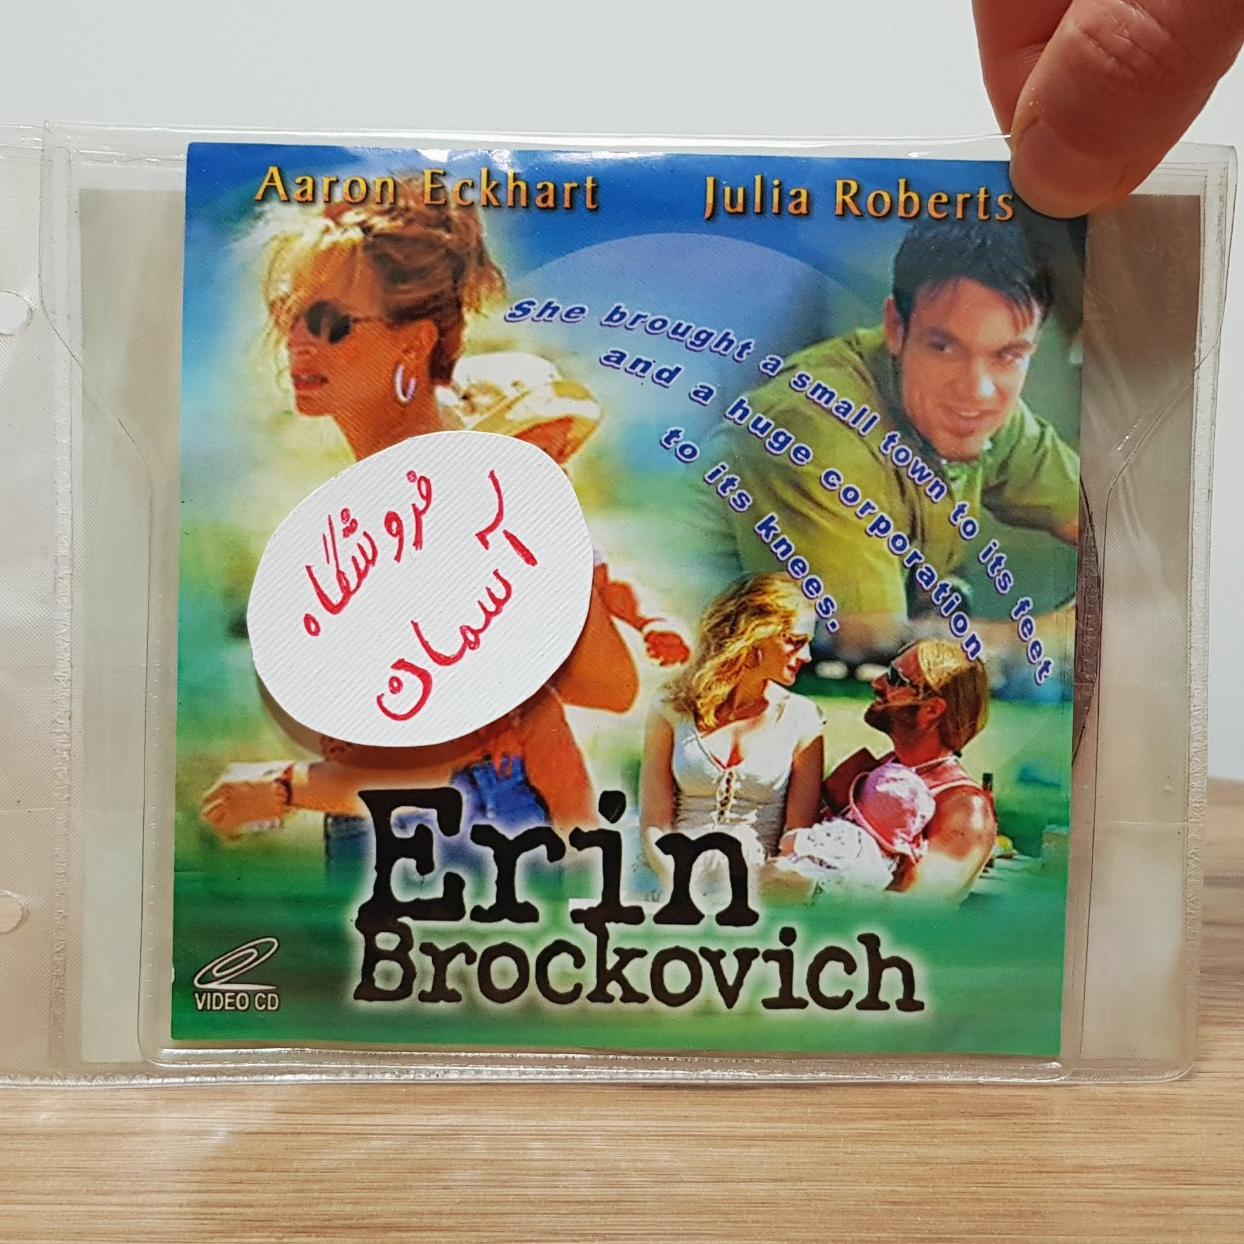 Aaron Eckhart
Julia Roberts
She brought a small town to its feet
and a huge corporation
to its knees.
فروشگاه
آسمان
Erin
Brockovich
VIDEO CD